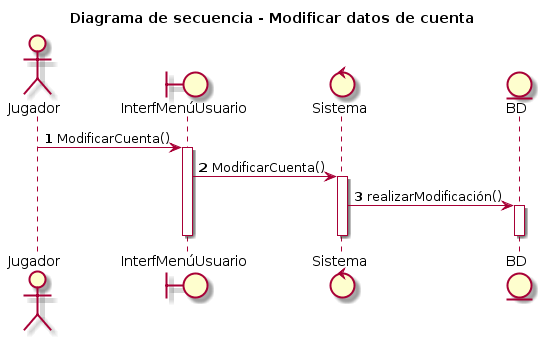 Diagrama de secuencia - Modificar datos de cuenta
Jugador InterfMenúUsuario Sistema BD
1 ModificarCuenta()
2 ModificarCuenta()
3 realizarModificación()
Jugador InterfMenúUsuario Sistema BD